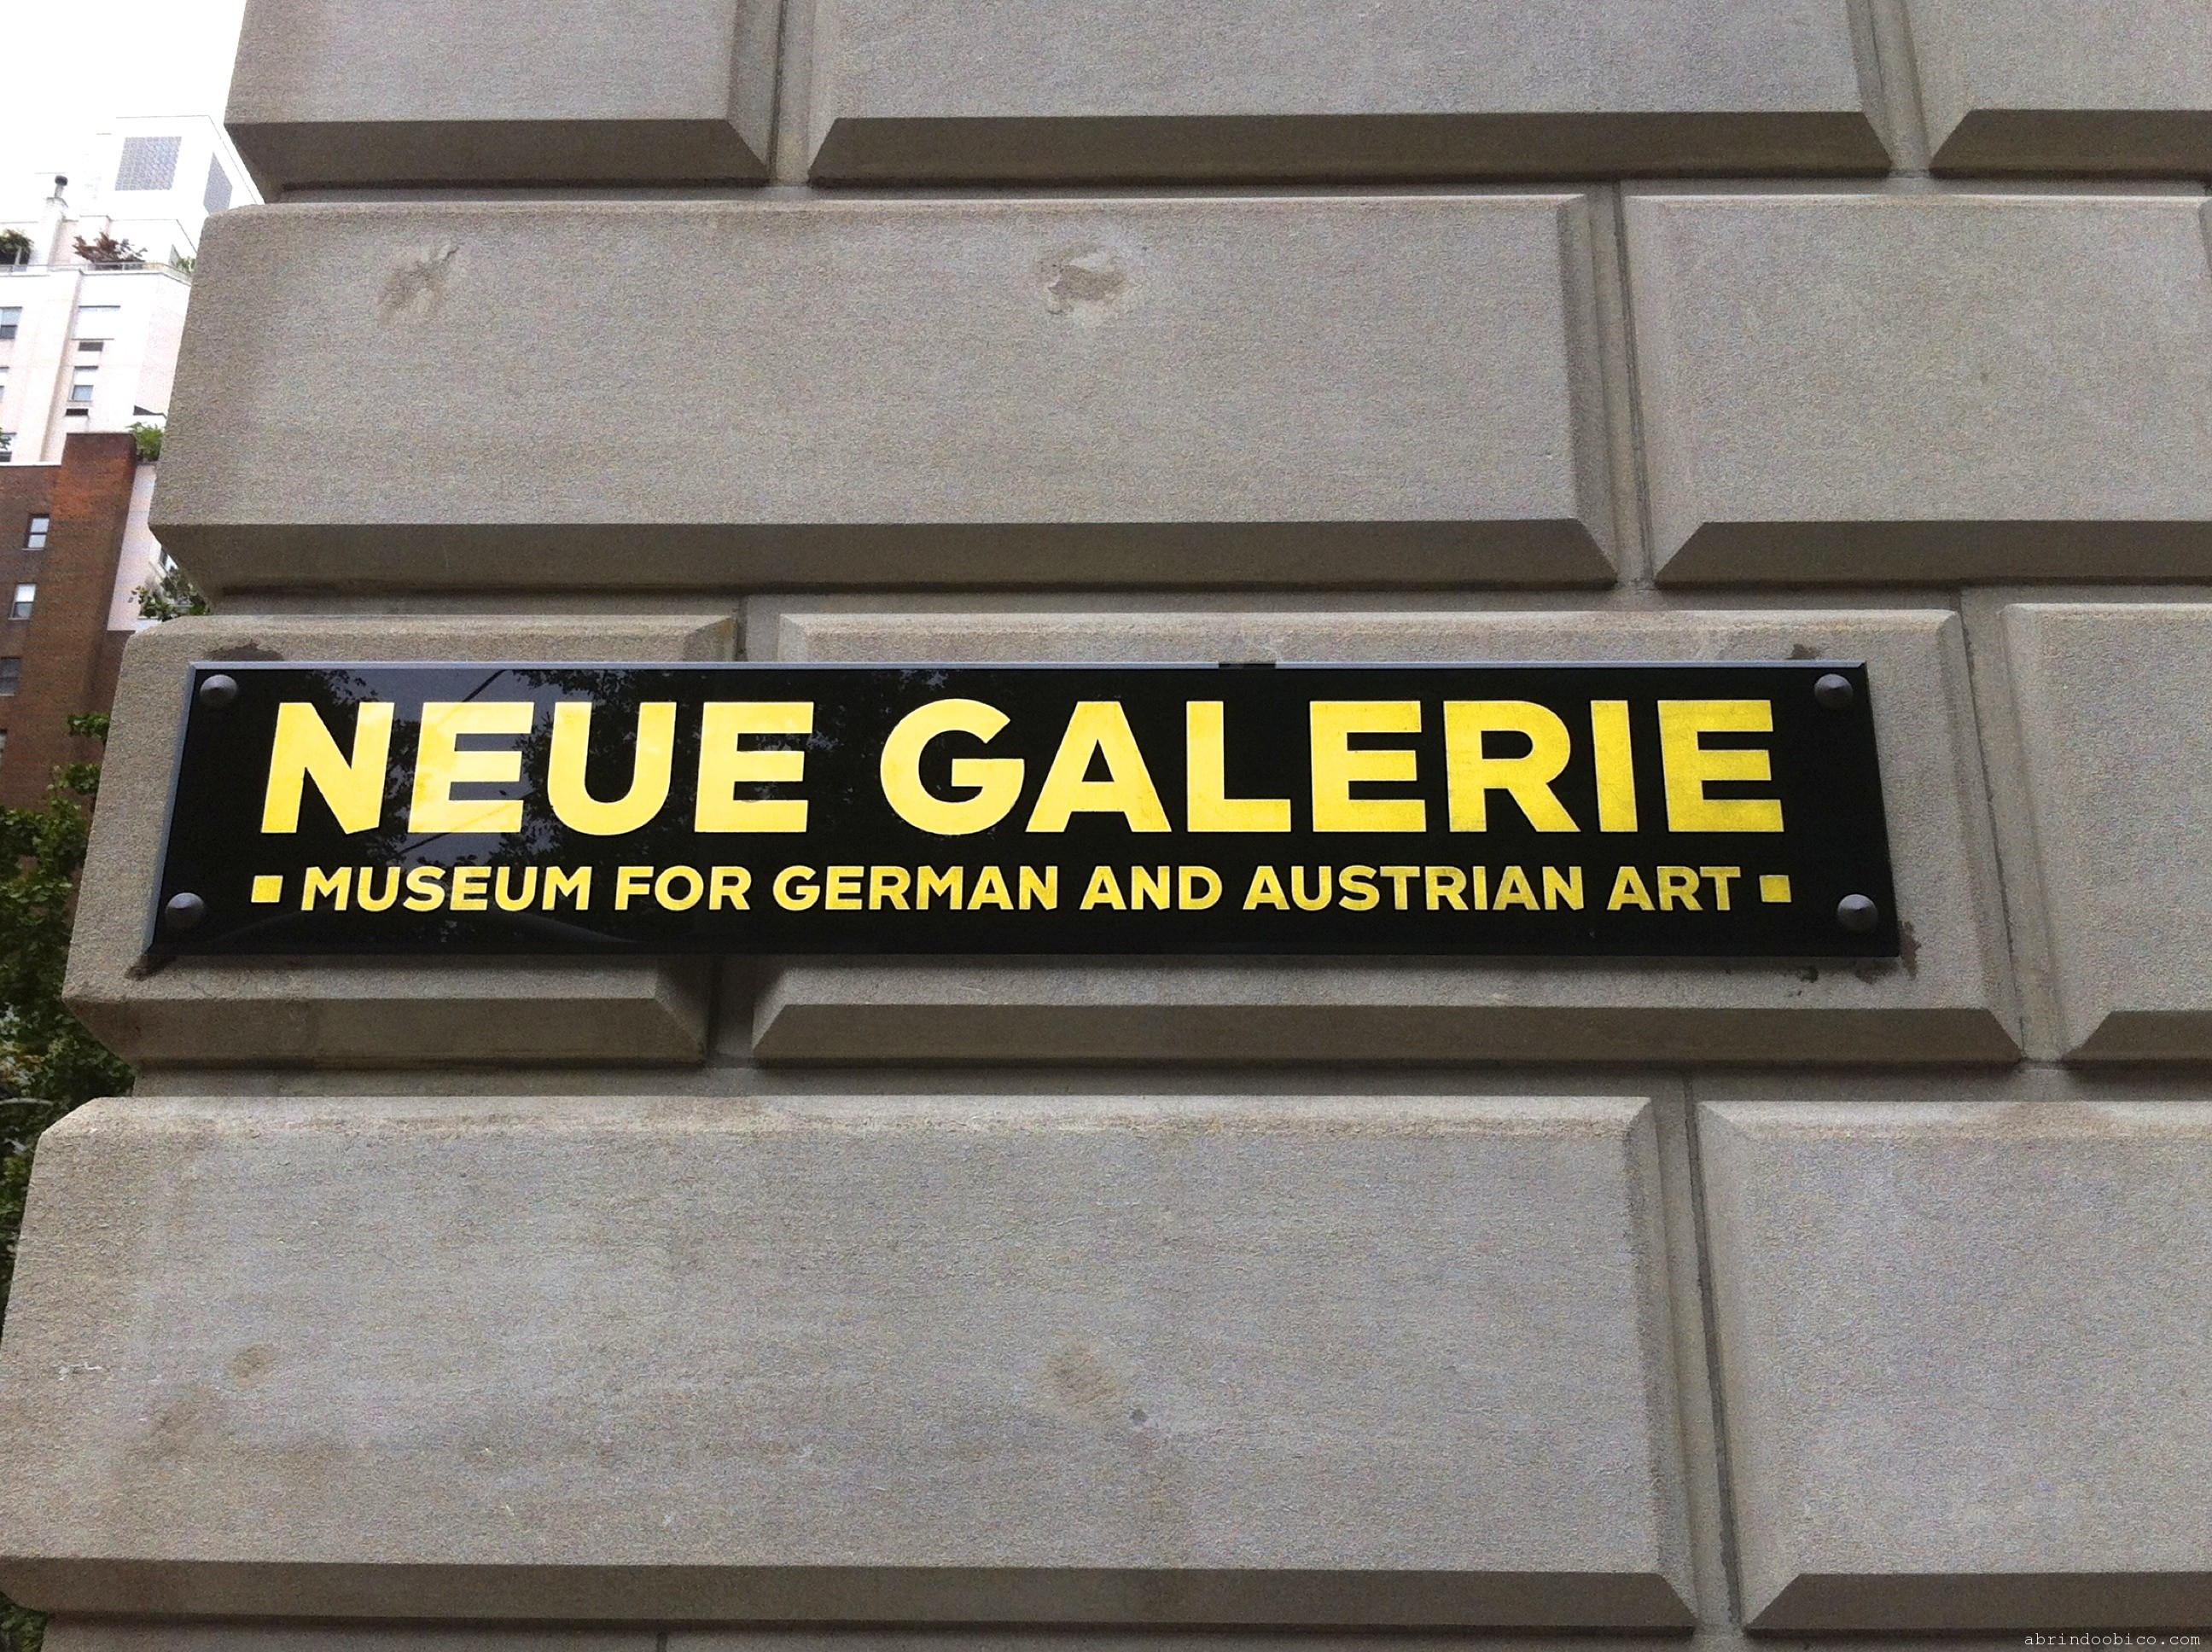 NEUE GALERIE
▪ MUSEUM FOR GERMAN AND AUSTRIAN ART ▪
abrindoobico.com